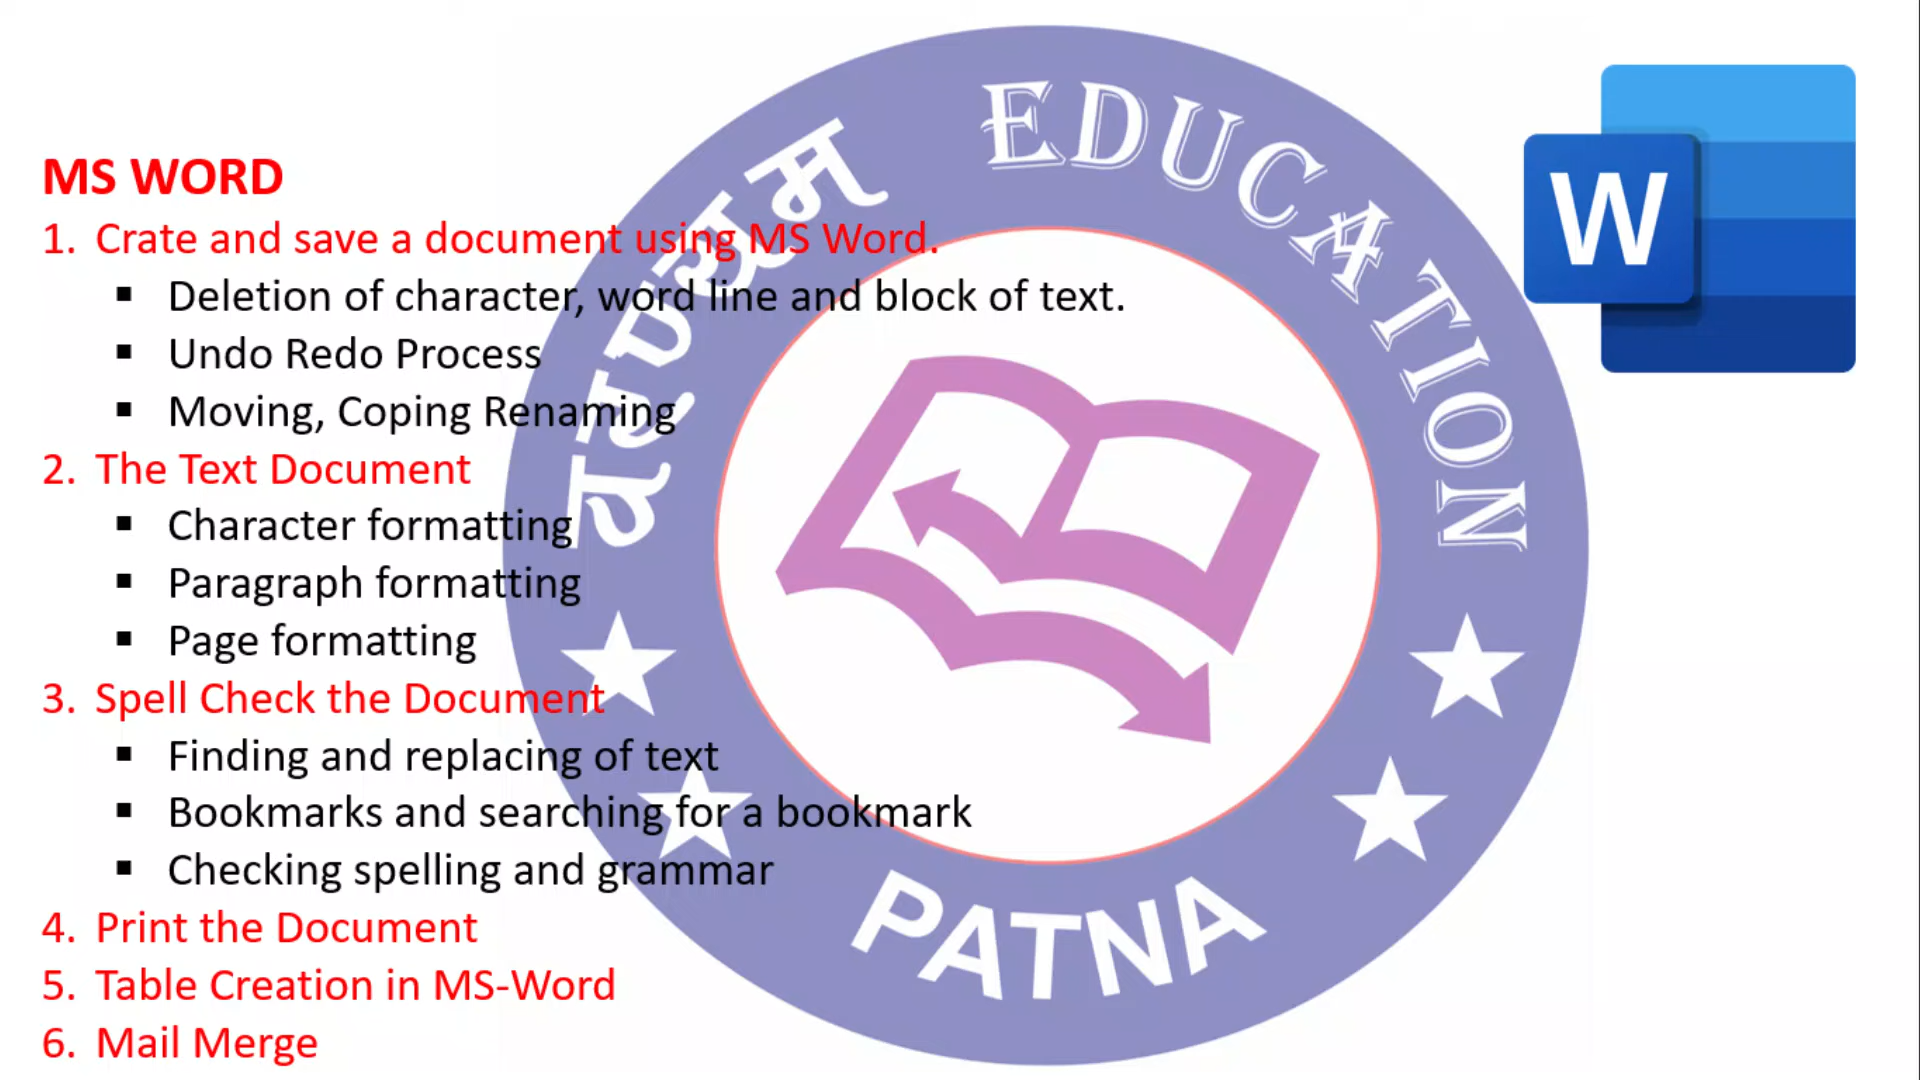 MS WORD
1. Crate and save a document using MS Word.
▪ Deletion of character, word line and block of text.
▪ Undo Redo Process
▪ Moving, Coping Renaming
2. The Text Document
▪ Character formatting
▪ Paragraph formatting
▪ Page formatting
3. Spell Check the Document
▪ Finding and replacing of text
▪ Bookmarks and searching for a bookmark
▪ Checking spelling and grammar
4. Print the Document
5. Table Creation in MS-Word
6. Mail Merge
EDUCATION
PATNA
W